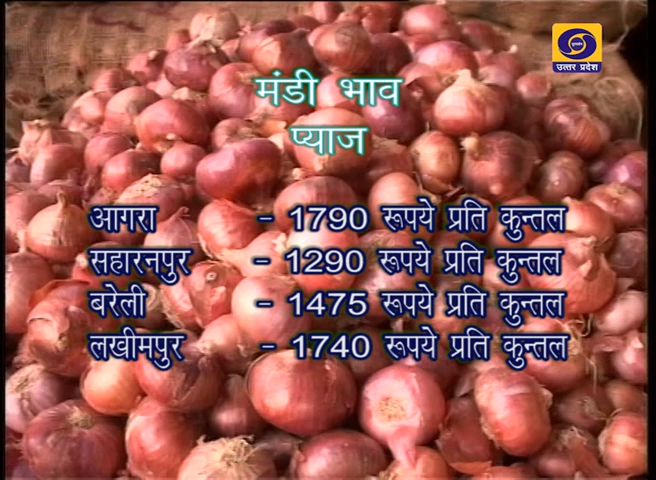 उत्तर प्रदेश
मंडी भाव
प्याज
आगरा - 1790 रूपये प्रति कुन्तल
सहारनपुर - 1290 रूपये प्रति कुन्तल
बरेली - 1475 रूपये प्रति कुन्तल
लखीमपुर - 1740 रूपये प्रति कुन्तल